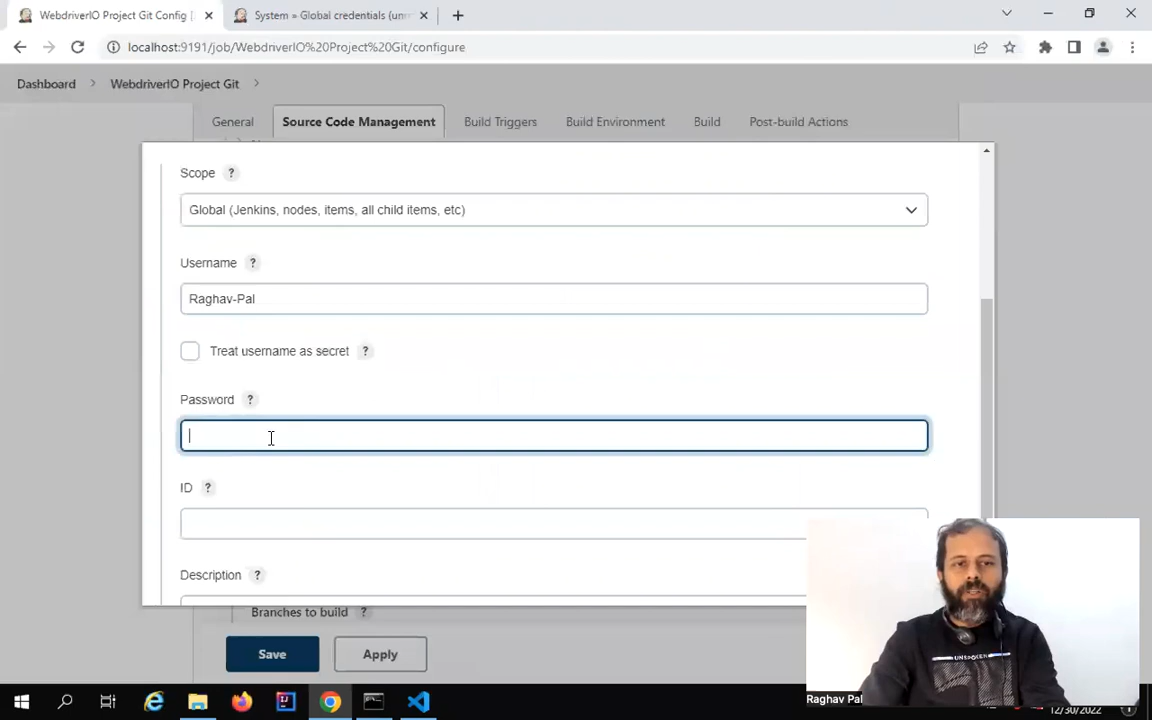 WebdriverIO Project Git Config [
System » Global credentials (unr
localhost:9191/job/WebdriverIO%20Project%20Git/configure
Dashboard
WebdriverIO Project Git
General
Source Code Management
Build Triggers
Build Environment
Build
Post-build Actions
Scope ?
Global (Jenkins, nodes, items, all child items, etc)
Username ?
Raghav-Pal
Treat username as secret ?
Password ?
ID ?
Description ?
Branches to build ?
Save
Apply
UNSPOKEN
Raghav Pal
12/30/2022